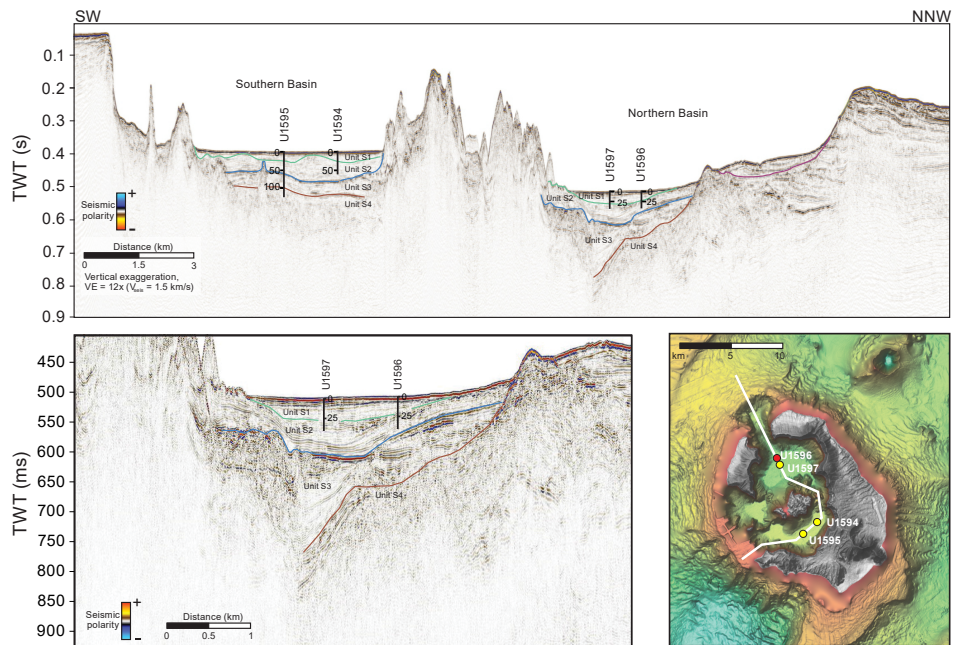 SW
NNW
0.1
0.2
0.3
0.4
0.5
0.6
0.7
0.8
0.9
TWT (s)
Southern Basin
Northern Basin
U1595
U1594
U1597
U1596
0
50
100
0
50
Unit S1
Unit S2
Unit S3
Unit S4
0
25
0
25
Unit S2
Unit S1
Unit S3
Unit S4
Seismic
polarity
+
-
Distance (km)
0
1.5
3
Vertical exaggeration,
VE = 12x (Vseis = 1.5 km/s)
450
500
550
600
650
700
750
800
850
900
TWT (ms)
U1597
U1596
0
25
0
25
Unit S1
Unit S2
Unit S3
Unit S4
Seismic
polarity
+
-
Distance (km)
0
0.5
1
km
5
10
U1596
U1597
U1594
U1595